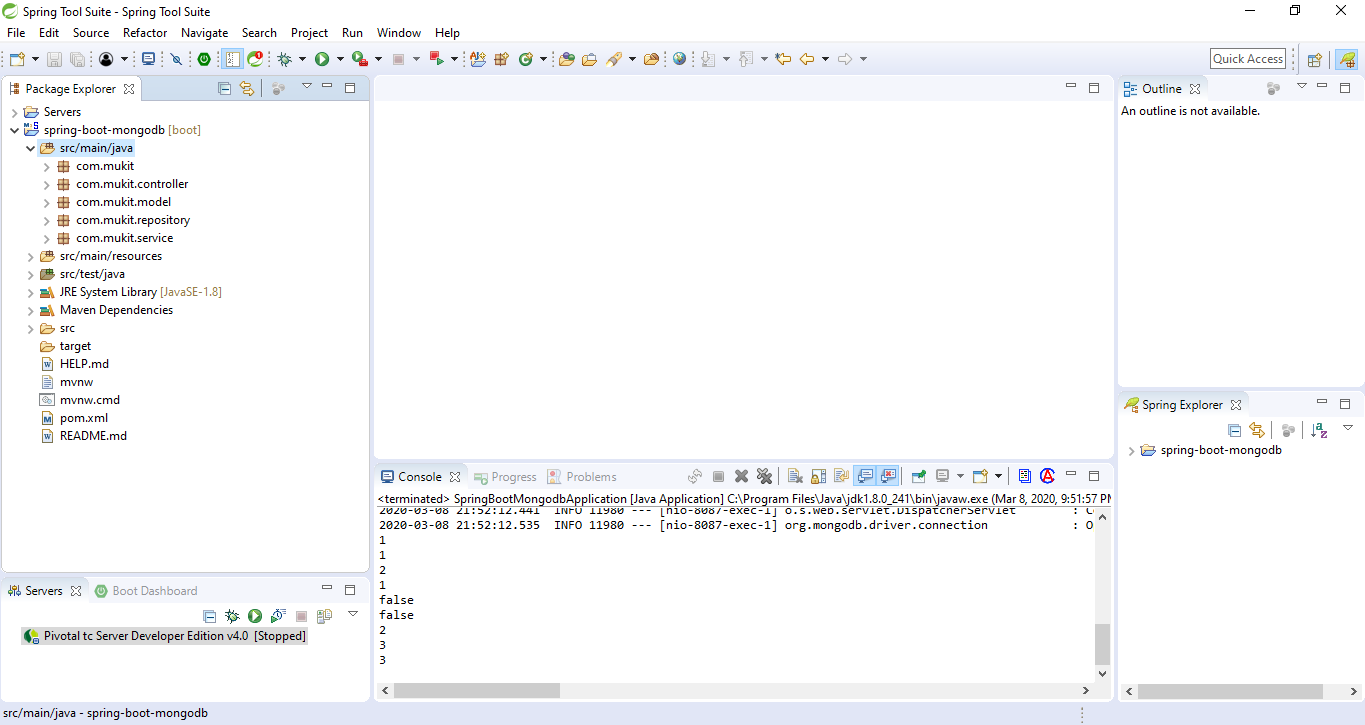 Spring Tool Suite - Spring Tool Suite
File Edit Source Refactor Navigate Search Project Run Window Help
Quick Access
Package Explorer
Servers
spring-boot-mongodb [boot]
src/main/java
com.mukit
com.mukit.controller
com.mukit.model
com.mukit.repository
com.mukit.service
src/main/resources
src/test/java
JRE System Library [JavaSE-1.8]
Maven Dependencies
src
target
HELP.md
mvnw
mvnw.cmd
pom.xml
README.md
Servers Boot Dashboard
Pivotal tc Server Developer Edition v4.0 [Stopped]
Console Progress Problems
<terminated> SpringBootMongodbApplication [Java Application] C:\Program Files\Java\jdk1.8.0_241\bin\javaw.exe (Mar 8, 2020, 9:51:57 PM
2020-03-08 21:52:12.441 INFO 11980 --- [nio-8087-exec-1] o.s.web.servlet.DispatcherServlet : C
2020-03-08 21:52:12.535 INFO 11980 --- [nio-8087-exec-1] org.mongodb.driver.connection : O
1
1
2
1
false
false
2
3
3
Outline
An outline is not available.
Spring Explorer
spring-boot-mongodb
src/main/java - spring-boot-mongodb